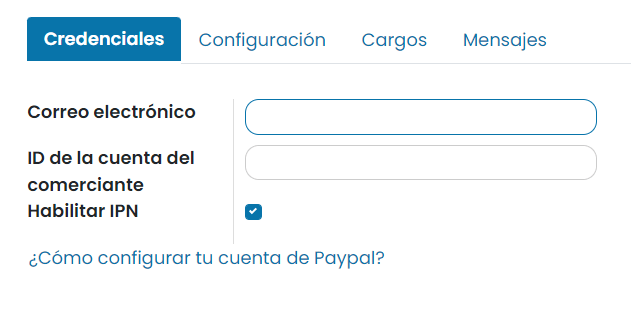 Credenciales Configuración Cargos Mensajes
Correo electrónico
ID de la cuenta del
comerciante
Habilitar IPN
¿Cómo configurar tu cuenta de Paypal?